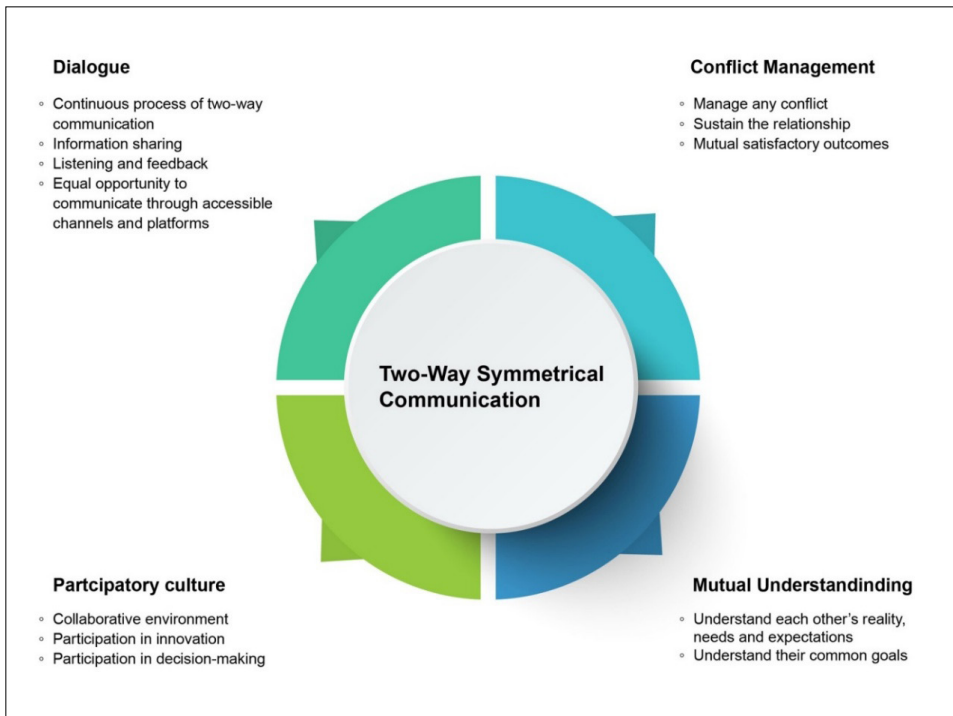 Dialogue
◦ Continuous process of two-way
communication
◦ Information sharing
◦ Listening and feedback
◦ Equal opportunity to
communicate through accessible
channels and platforms
Conflict Management
◦ Manage any conflict
◦ Sustain the relationship
◦ Mutual satisfactory outcomes
Two-Way Symmetrical
Communication
Partcipatory culture
◦ Collaborative environment
◦ Participation in innovation
◦ Participation in decision-making
Mutual Understandinding
◦ Understand each other’s reality,
needs and expectations
◦ Understand their common goals